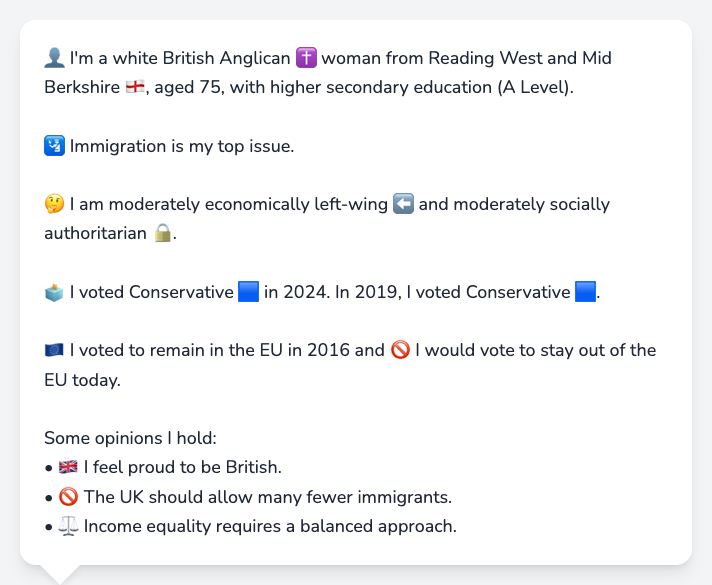 👤 I'm a white British Anglican ✝️ woman from Reading West and Mid
Berkshire 🏴󠁧󠁢󠁥󠁮󠁧󠁿, aged 75, with higher secondary education (A Level).
🛂 Immigration is my top issue.
🤔 I am moderately economically left-wing ⬅️ and moderately socially
authoritarian 🔒.
🗳️ I voted Conservative 🟦 in 2024. In 2019, I voted Conservative 🟦.
🇪🇺 I voted to remain in the EU in 2016 and 🚫 I would vote to stay out of the
EU today.
Some opinions I hold:
• 🇬🇧 I feel proud to be British.
• 🚫 The UK should allow many fewer immigrants.
• ⚖️ Income equality requires a balanced approach.